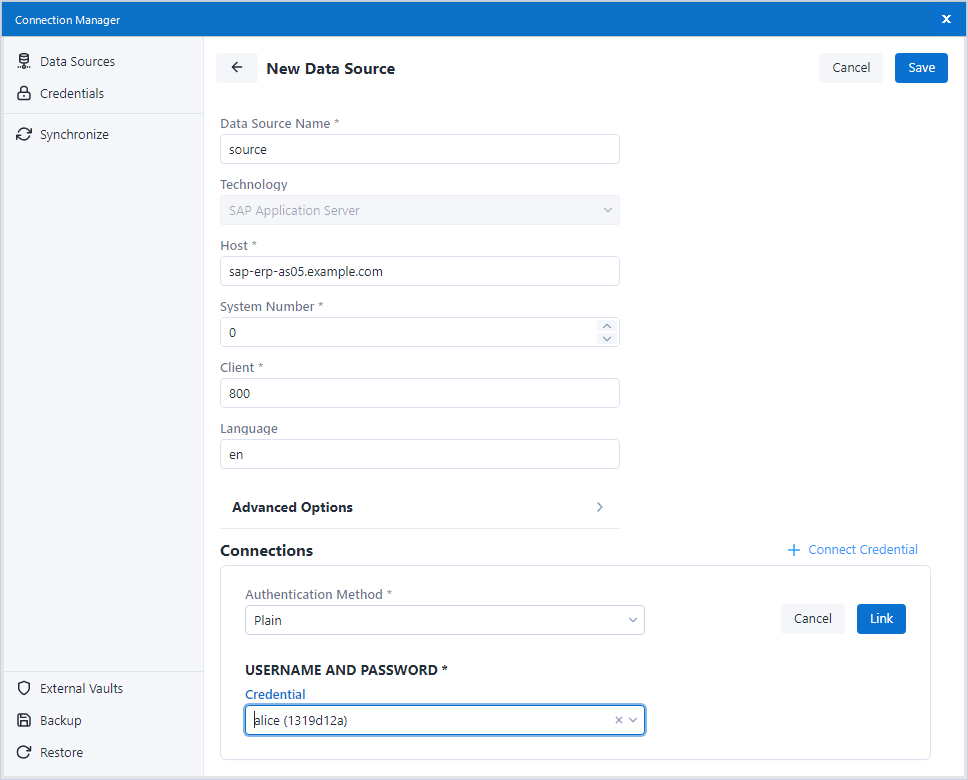 Connection Manager
Data Sources
Credentials
Synchronize
External Vaults
Backup
Restore
New Data Source
Cancel
Save
Data Source Name *
source
Technology
SAP Application Server
Host *
sap-erp-as05.example.com
System Number *
0
Client *
800
Language
en
Advanced Options
Connections
Connect Credential
Authentication Method *
Plain
Cancel
Link
USERNAME AND PASSWORD *
Credential
alice (1319d12a)